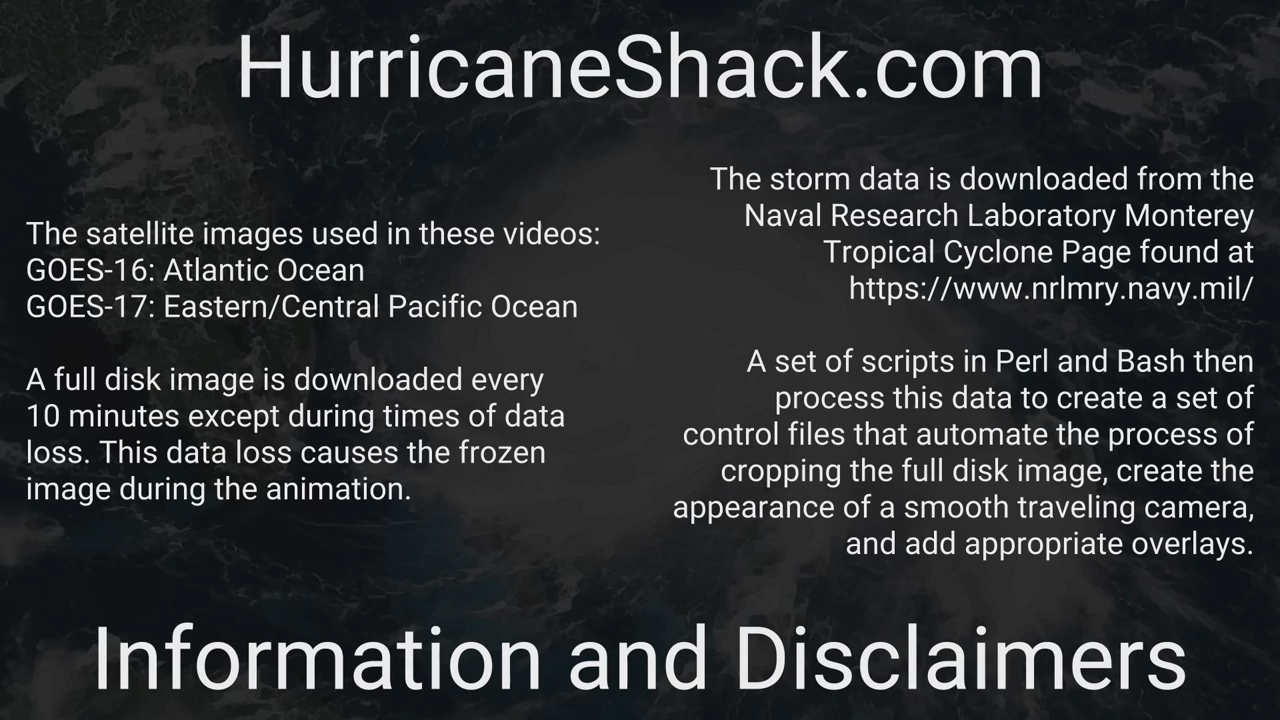 HurricaneShack.com
The satellite images used in these videos:
GOES-16: Atlantic Ocean
GOES-17: Eastern/Central Pacific Ocean
A full disk image is downloaded every
10 minutes except during times of data
loss. This data loss causes the frozen
image during the animation.
The storm data is downloaded from the
Naval Research Laboratory Monterey
Tropical Cyclone Page found at
https://www.nrlmry.navy.mil/
A set of scripts in Perl and Bash then
process this data to create a set of
control files that automate the process of
cropping the full disk image, create the
appearance of a smooth traveling camera,
and add appropriate overlays.
Information and Disclaimers